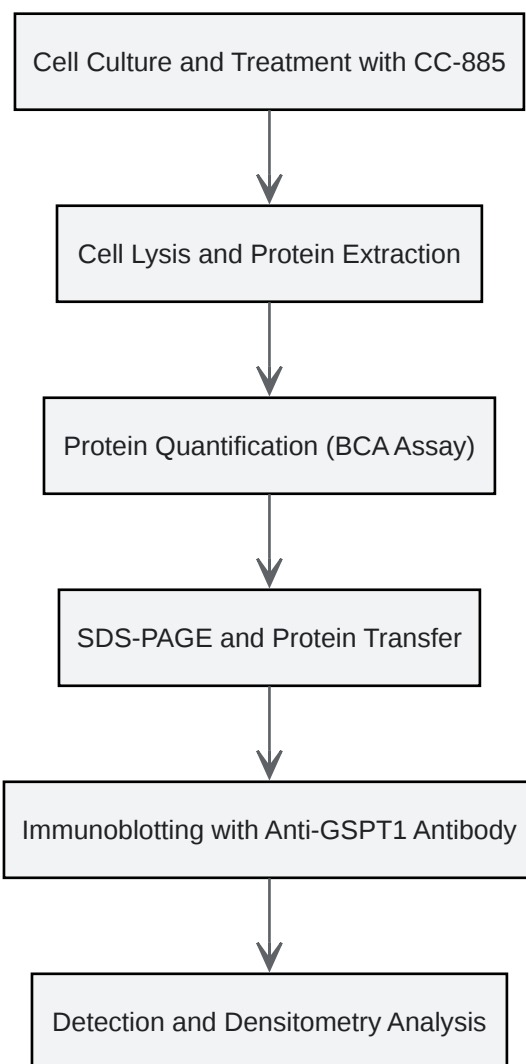 Cell Culture and Treatment with CC-885
Cell Lysis and Protein Extraction
Protein Quantification (BCA Assay)
SDS-PAGE and Protein Transfer
Immunoblotting with Anti-GSPT1 Antibody
Detection and Densitometry Analysis